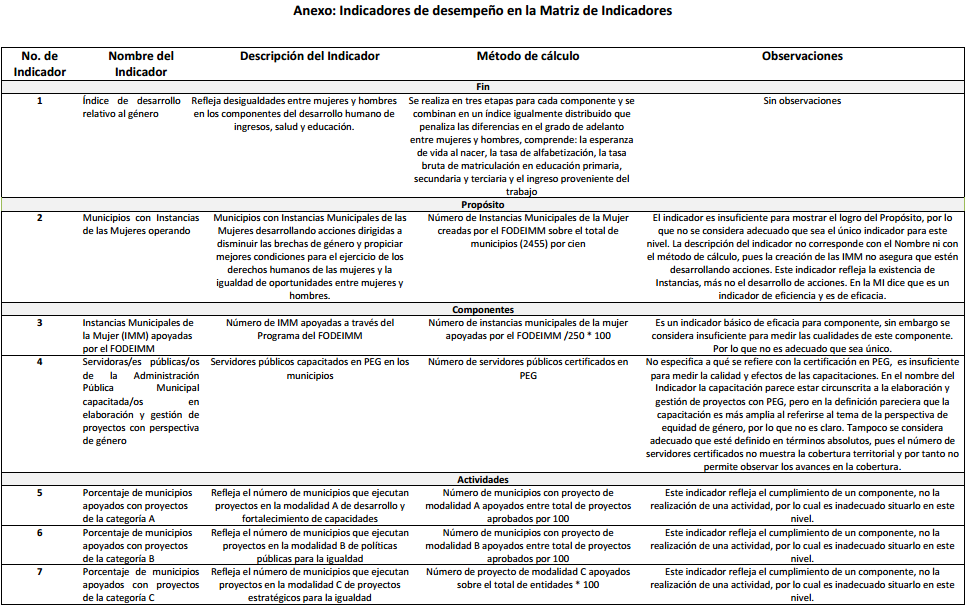 Anexo: Indicadores de desempeño en la Matriz de Indicadores
No. de Indicador
Nombre del Indicador
Descripción del Indicador
Método de cálculo
Observaciones
Fin
1
Índice de desarrollo
relativo al género
Refleja desigualdades entre mujeres y hombres
en los componentes del desarrollo humano de
ingresos, salud y educación.
Se realiza en tres etapas para cada componente y se
combinan en un índice igualmente distribuido que
penaliza las diferencias en el grado de adelanto
entre mujeres y hombres, comprende: la esperanza
de vida al nacer, la tasa de alfabetización, la tasa
bruta de matriculación en educación primaria,
secundaria y terciaria y el ingreso proveniente del
trabajo
Sin observaciones
Propósito
2
Municipios con Instancias
de las Mujeres operando
Municipios con Instancias Municipales de las
Mujeres desarrollando acciones dirigidas a
disminuir las brechas de género y propiciar
mejores condiciones para el ejercicio de los
derechos humanos de las mujeres y la
igualdad de oportunidades entre mujeres y
hombres.
Número de Instancias Municipales de la Mujer
creadas por el FODEIMM sobre el total de
municipios (2455) por cien
El indicador es insuficiente para mostrar el logro del Propósito, por lo
que no se considera adecuado que sea el único indicador para este
nivel. La descripción del indicador no corresponde con el Nombre ni con
el método de cálculo, pues la creación de las IMM no asegura que estén
desarrollando acciones. Este indicador refleja la existencia de
Instancias, más no el desarrollo de acciones. En la MI dice que es un
indicador de eficiencia y es de eficacia.
Componentes
3
Instancias Municipales de
la Mujer (IMM) apoyadas
por el FODEIMM
Número de IMM apoyadas a través del
Programa del FODEIMM
Número de instancias municipales de la mujer
apoyadas por el FODEIMM /250 * 100
Es un indicador básico de eficacia para componente, sin embargo se
considera insuficiente para medir las cualidades de este componente.
Por lo que no es adecuado que sea único.
4
Servidoras/es públicas/os
de la Administración
Pública Municipal
capacitada/os en
elaboración y gestión de
proyectos con perspectiva
de género
Servidores públicos capacitados en PEG en los
municipios
Número de servidores públicos certificados en
PEG
No especifica a qué se refiere con la certificación en PEG, es insuficiente
para medir la calidad y efectos de las capacitaciones. En el nombre del
Indicador la capacitación parece estar circunscrita a la elaboración y
gestión de proyectos con PEG, pero en la definición pareciera que la
capacitación es más amplia al referirse al tema de la perspectiva de
equidad de género, por lo que no es claro. Tampoco se considera
adecuado que esté definido en términos absolutos, pues el número de
servidores certificados no muestra la cobertura territorial y por tanto no
permite observar los avances en la cobertura.
Actividades
5
Porcentaje de municipios
apoyados con proyectos
de la categoría A
Refleja el número de municipios que ejecutan
proyectos en la modalidad A de desarrollo y
fortalecimiento de capacidades
Número de municipios con proyecto de
modalidad A apoyados entre total de proyectos
aprobados por 100
Este indicador refleja el cumplimiento de un componente, no la
realización de una actividad, por lo cual es inadecuado situarlo en este
nivel.
6
Porcentaje de municipios
apoyados con proyectos
de la categoría B
Refleja el número de municipios que ejecutan
proyectos en la modalidad B de políticas
públicas para la igualdad
Número de municipios con proyecto de
modalidad B apoyados entre total de proyectos
aprobados por 100
Este indicador refleja el cumplimiento de un componente, no la
realización de una actividad, por lo cual es inadecuado situarlo en este
nivel.
7
Porcentaje de municipios
apoyados con proyectos
de la categoría C
Refleja el número de municipios que ejecutan
proyectos en la modalidad C de proyectos
estratégicos para la igualdad
Número de proyecto de modalidad C apoyados
sobre el total de entidades * 100
Este indicador refleja el cumplimiento de un componente, no la
realización de una actividad, por lo cual es inadecuado situarlo en este
nivel.